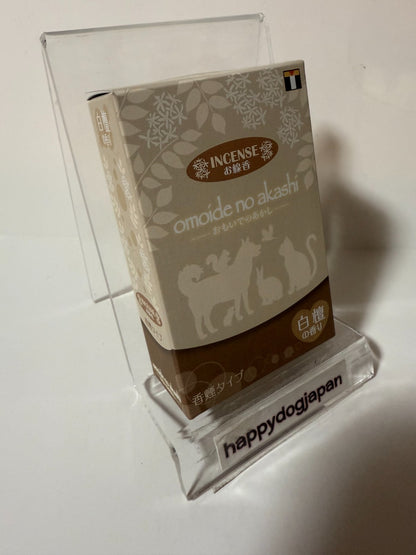 INCENSE
お線香
omoide no akashi
おもいでのあかし
白檀
の香り
香煙タイプ
happydogjapan